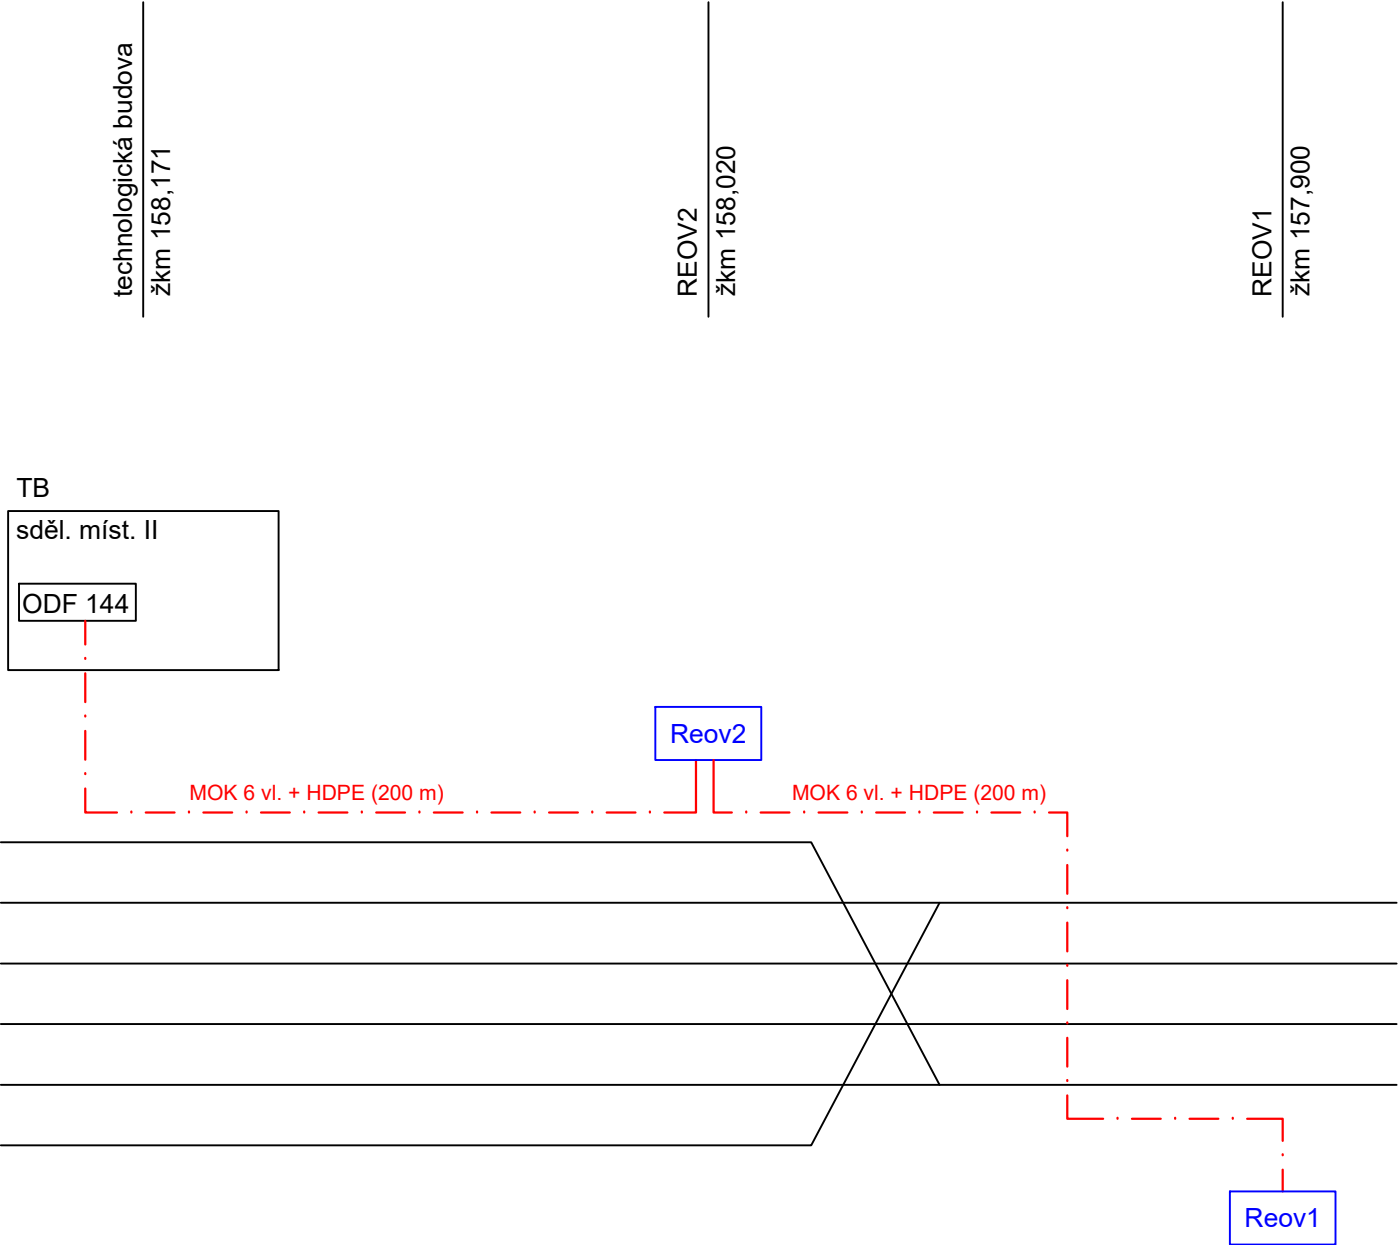 technologická budova
žkm 158,171
REOV2
žkm 158,020
REOV1
žkm 157,900
TB
sděl. míst. II
ODF 144
Reov2
MOK 6 vl. + HDPE (200 m)
MOK 6 vl. + HDPE (200 m)
Reov1